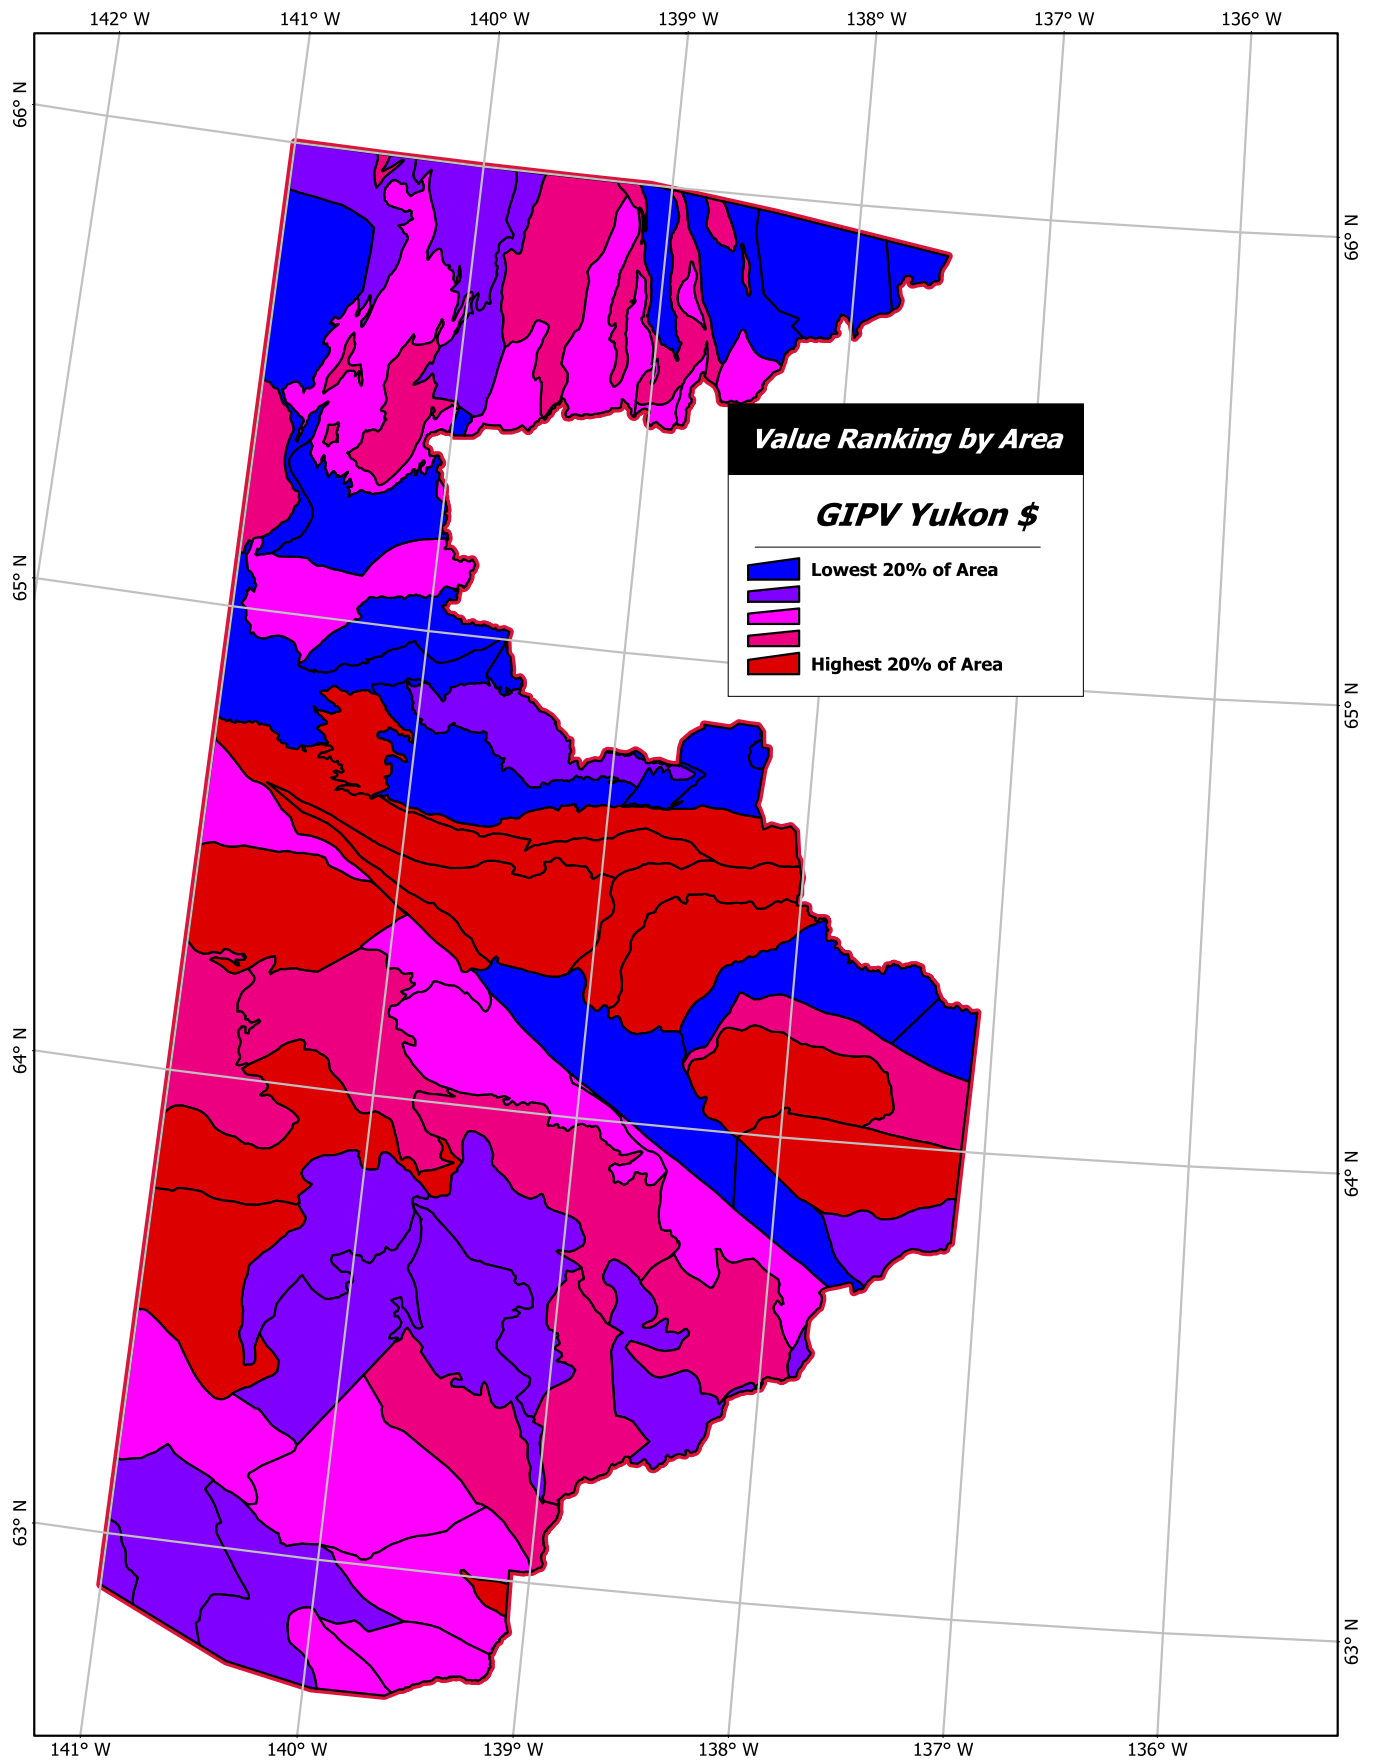 142° W 141° W 140° W 139° W 138° W 137° W 136° W
66° N
66° N
Value Ranking by Area
GIPV Yukon $
Lowest 20% of Area
Highest 20% of Area
65° N
65° N
64° N
64° N
63° N
63° N
141° W 140° W 139° W 138° W 137° W 136° W